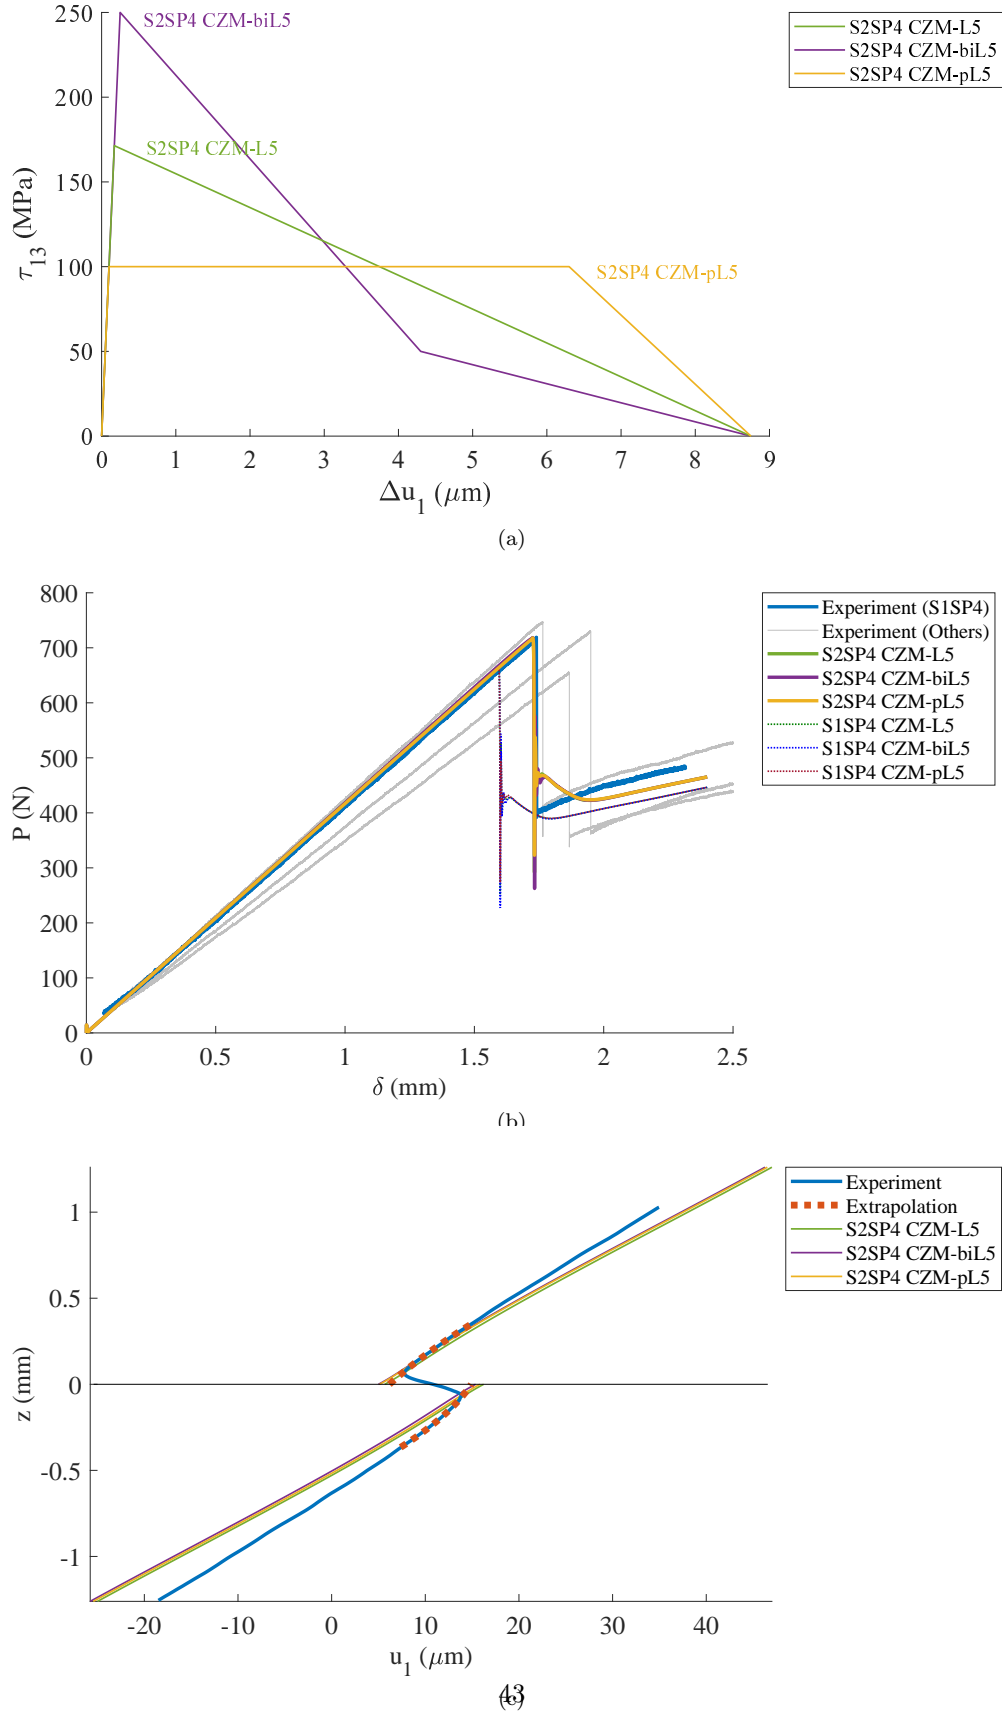 250
200
150
100
50
0
τ13 (MPa)
S2SP4 CZM-biL5
S2SP4 CZM-L5
S2SP4 CZM-pL5
0 1 2 3 4 5 6 7 8 9
Δu1 (μm)
S2SP4 CZM-L5
S2SP4 CZM-biL5
S2SP4 CZM-pL5
(a)
800
700
600
500
400
300
200
100
0
P (N)
0 0.5 1 1.5 2 2.5
δ (mm)
Experiment (S1SP4)
Experiment (Others)
S2SP4 CZM-L5
S2SP4 CZM-biL5
S2SP4 CZM-pL5
S1SP4 CZM-L5
S1SP4 CZM-biL5
S1SP4 CZM-pL5
(b)
1
0.5
0
-0.5
-1
z (mm)
-20 -10 0 10 20 30 40
u1 (μm)
Experiment
Extrapolation
S2SP4 CZM-L5
S2SP4 CZM-biL5
S2SP4 CZM-pL5
(c)
43